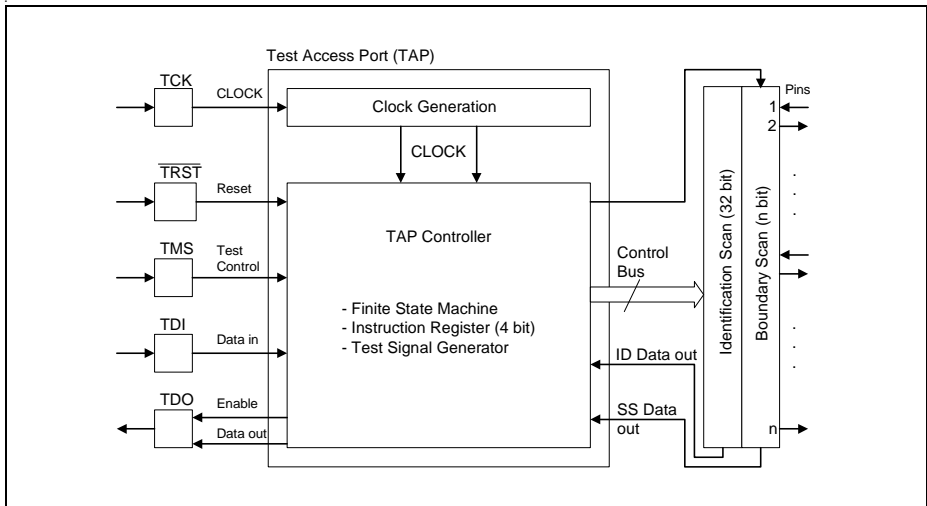 Test Access Port (TAP)
TCK
CLOCK
Clock Generation
CLOCK
TRST
Reset
TAP Controller
TMS
Test
Control
- Finite State Machine
- Instruction Register (4 bit)
- Test Signal Generator
TDI
Data in
TDO
Enable
Data out
Control
Bus
ID Data out
SS Data
out
Identification Scan (32 bit)
Boundary Scan (n bit)
Pins
1
2
.
.
.
.
.
.
n